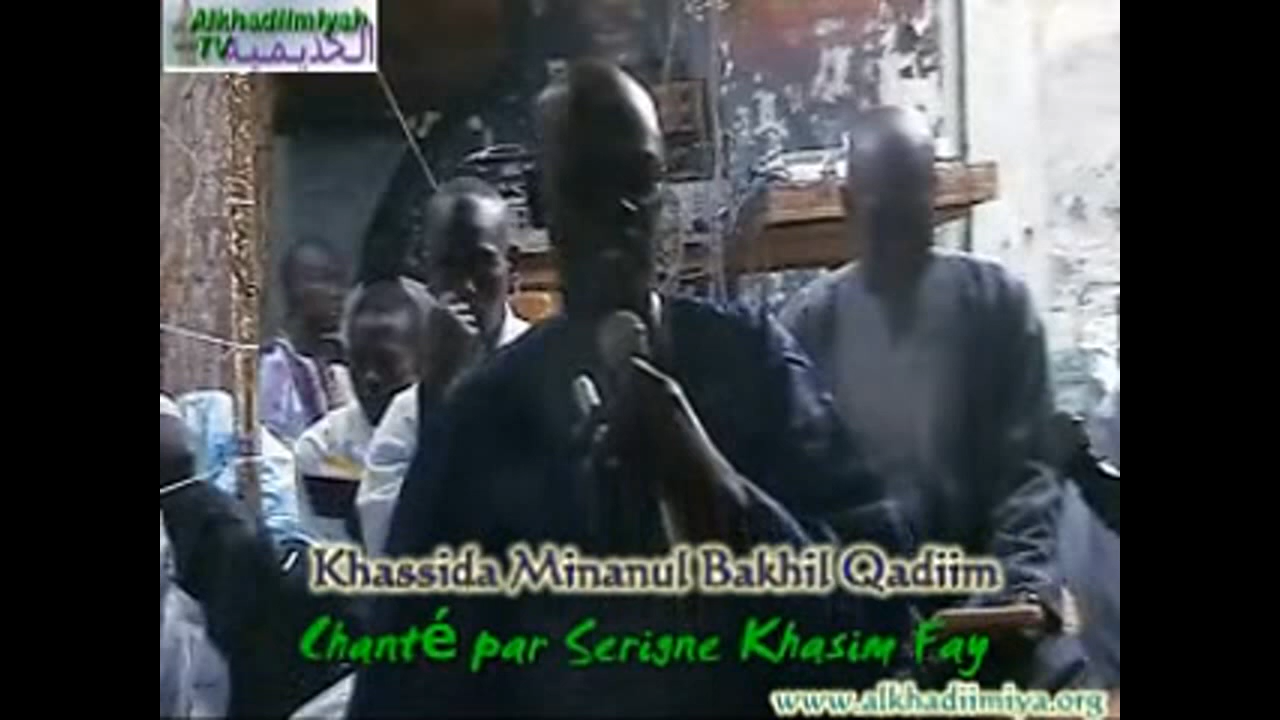 Alkhadiimiyah
TV الخديمية
Khassida Minanul Bakhil Qadiim
Chanté par Serigne Khasim Fay
www.alkhadiimiya.org